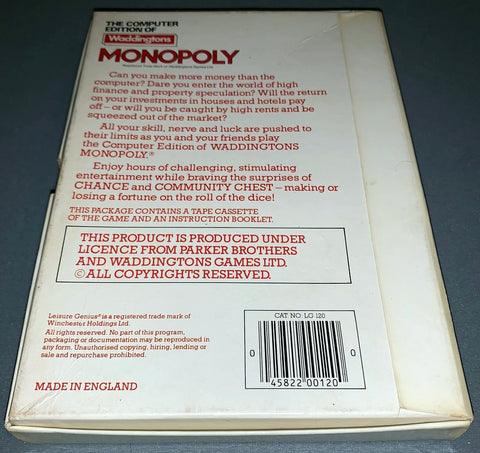 THE COMPUTER
EDITION OF
Waddingtons
MONOPOLY
Registered Trade Mark of Waddingtons Games Ltd.
Can you make more money than the
computer? Dare you enter the world of high
finance and property speculation? Will the return
on your investments in houses and hotels pay
off – or will you be caught by high rents and be
squeezed out of the market?
All your skill, nerve and luck are pushed to
their limits as you and your friends play
the Computer Edition of WADDINGTONS
MONOPOLY.®
Enjoy hours of challenging, stimulating
entertainment while braving the surprises of
CHANCE and COMMUNITY CHEST – making or
losing a fortune on the roll of the dice!
THIS PACKAGE CONTAINS A TAPE CASSETTE
OF THE GAME AND AN INSTRUCTION BOOKLET.
THIS PRODUCT IS PRODUCED UNDER
LICENCE FROM PARKER BROTHERS
AND WADDINGTONS GAMES LTD.
© ALL COPYRIGHTS RESERVED.
Leisure Genius® is a registered trade mark of
Winchester Holdings Ltd.
All rights reserved. No part of this program,
packaging or documentation may be reproduced in
any form. Unauthorised copying, hiring, lending or
sale and repurchase prohibited.
MADE IN ENGLAND
CAT NO. LG 120
0 45822 00120 0